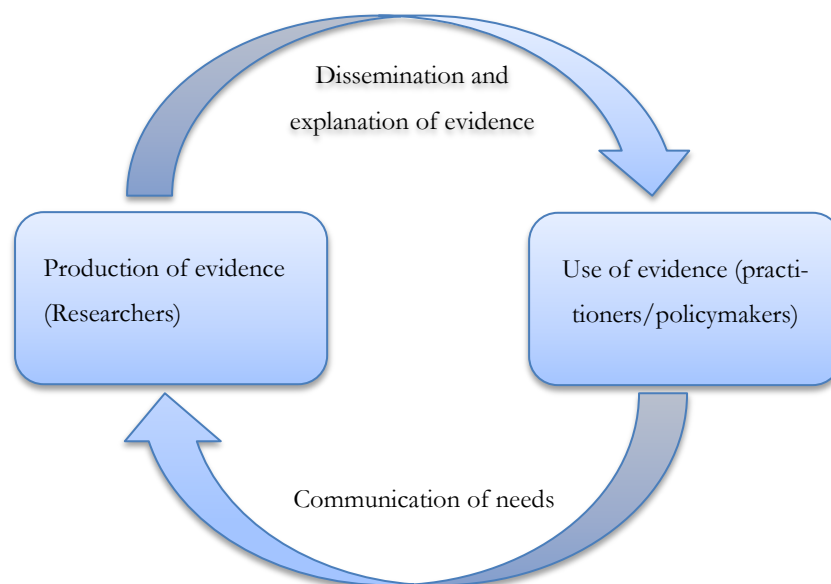 Dissemination and
explanation of evidence
Production of evidence
(Researchers)
Use of evidence (practi-
tioners/policymakers)
Communication of needs